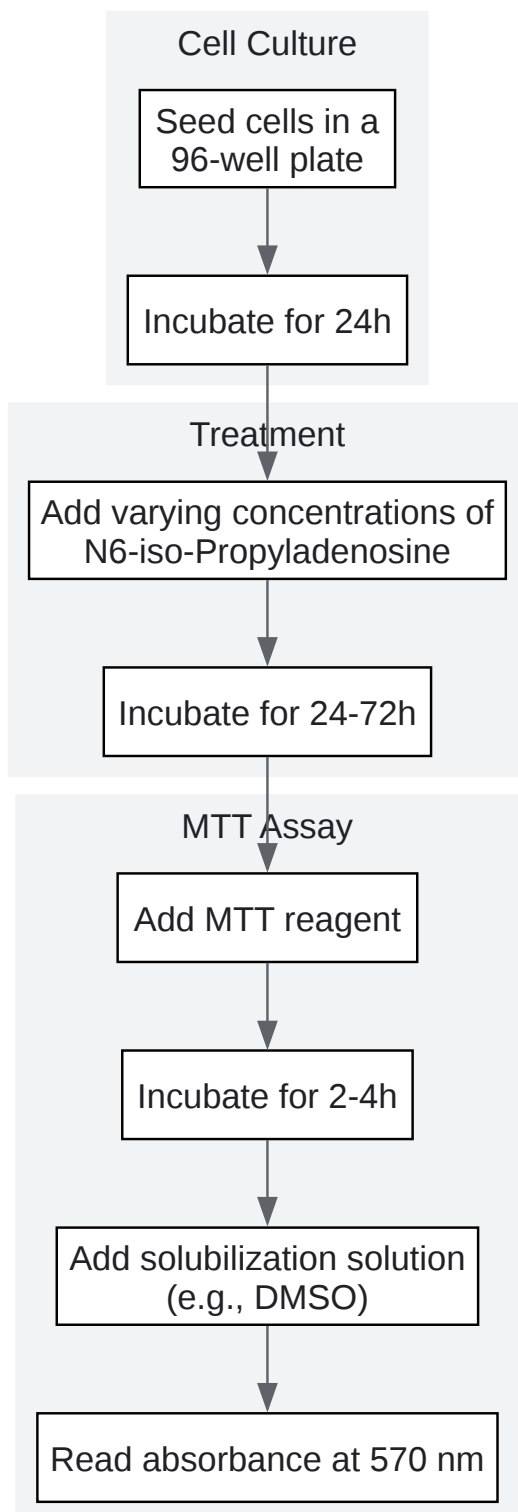 Cell Culture
Seed cells in a
96-well plate
Incubate for 24h
Treatment
Add varying concentrations of
N6-iso-Propyladenosine
Incubate for 24-72h
MTT Assay
Add MTT reagent
Incubate for 2-4h
Add solubilization solution
(e.g., DMSO)
Read absorbance at 570 nm